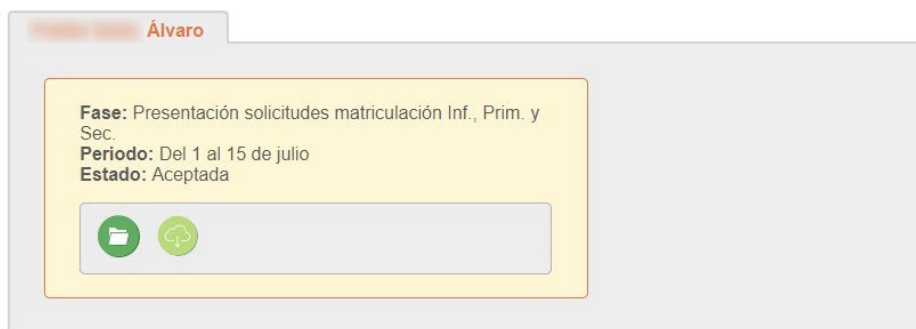 Álvaro
Fase: Presentación solicitudes matriculación Inf., Prim. y
Sec.
Periodo: Del 1 al 15 de julio
Estado: Aceptada